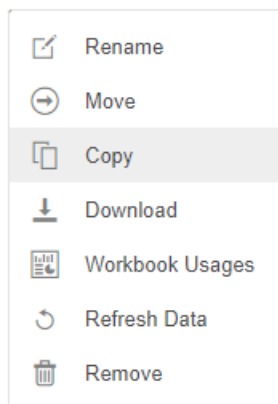 Rename
Move
Copy
Download
Workbook Usages
Refresh Data
Remove